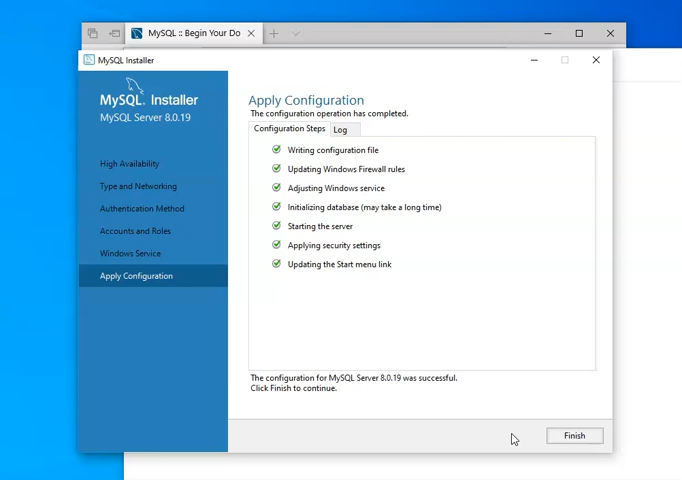 MySQL :: Begin Your Do
MySQL Installer
MySQL. Installer
MySQL Server 8.0.19
High Availability
Type and Networking
Authentication Method
Accounts and Roles
Windows Service
Apply Configuration
Apply Configuration
The configuration operation has completed.
Configuration Steps
Log
Writing configuration file
Updating Windows Firewall rules
Adjusting Windows service
Initializing database (may take a long time)
Starting the server
Applying security settings
Updating the Start menu link
The configuration for MySQL Server 8.0.19 was successful.
Click Finish to continue.
Finish